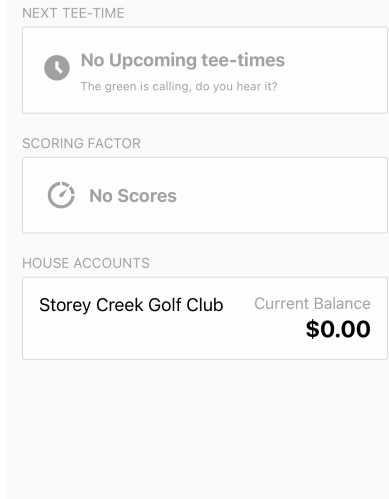 NEXT TEE-TIME
No Upcoming tee-times
The green is calling, do you hear it?
SCORING FACTOR
No Scores
HOUSE ACCOUNTS
Storey Creek Golf Club Current Balance
$0.00